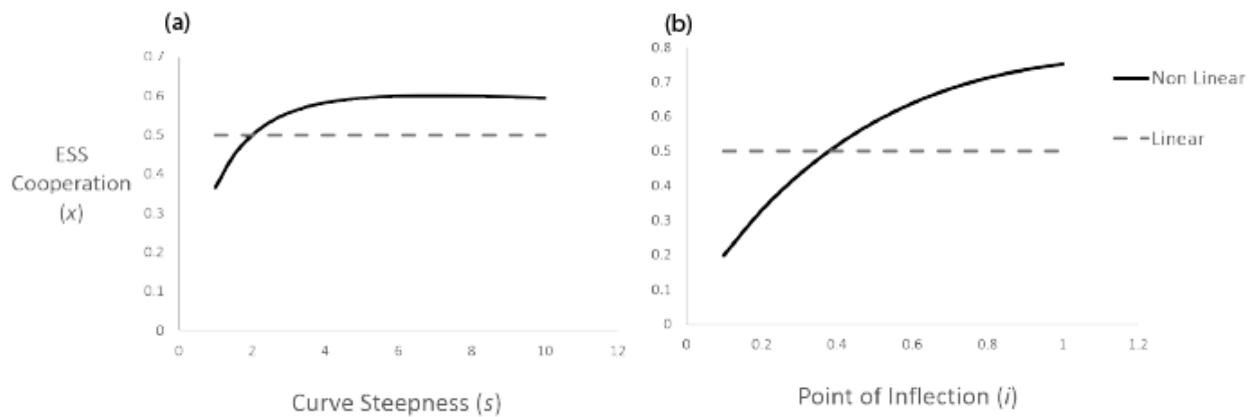 (a)
0.7
0.6
0.5
0.4
0.3
0.2
0.1
0
0 2 4 6 8 10 12
ESS
Cooperation
(x)
Curve Steepness (s)
(b)
0.8
0.7
0.6
0.5
0.4
0.3
0.2
0.1
0
0 0.2 0.4 0.6 0.8 1 1.2
Point of Inflection (i)
Non Linear
Linear